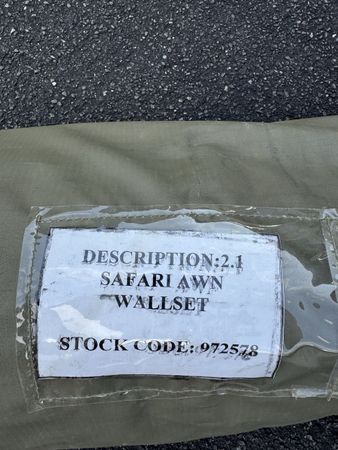 DESCRIPTION:2.1
SAFARI AWN
WALLSET
STOCK CODE: 972578